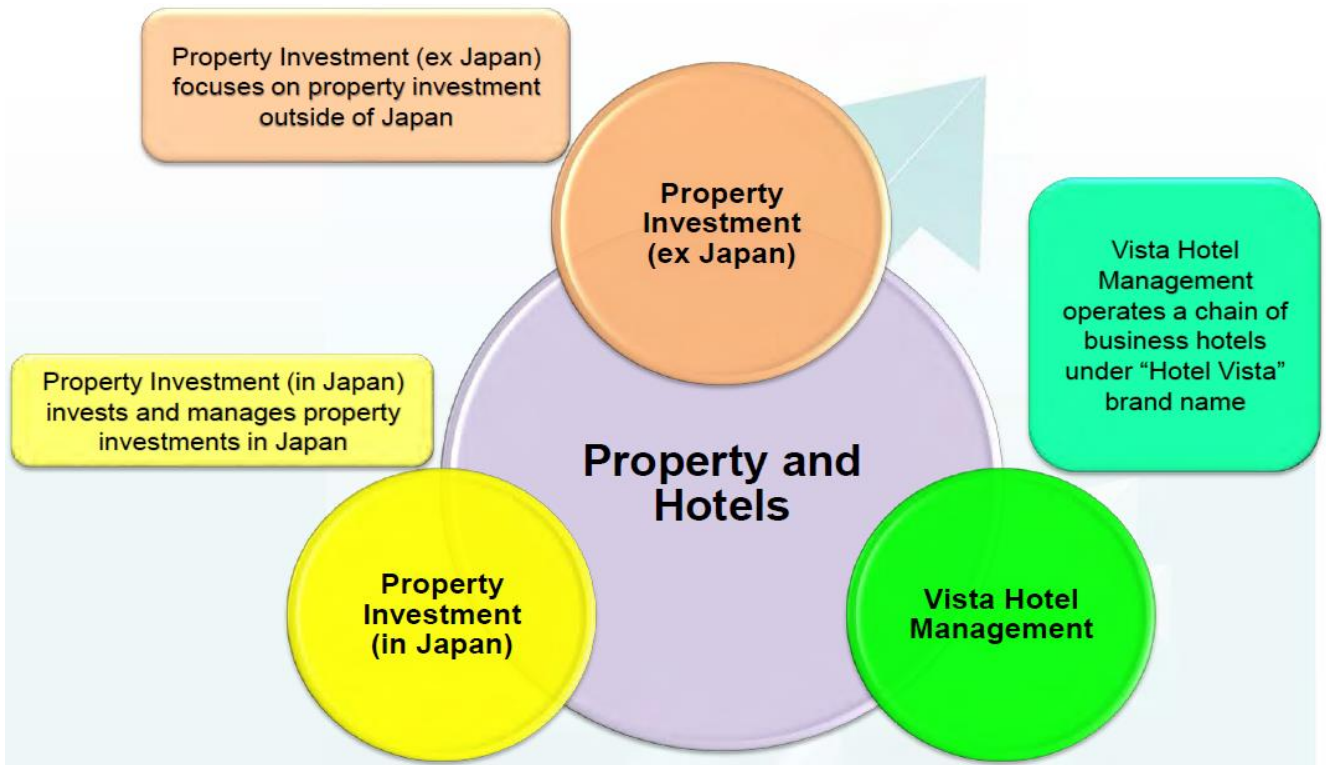 Property Investment (ex Japan)
focuses on property investment
outside of Japan
Property
Investment
(ex Japan)
Vista Hotel
Management
operates a chain of
business hotels
under “Hotel Vista”
brand name
Property Investment (in Japan)
invests and manages property
investments in Japan
Property and
Hotels
Property
Investment
(in Japan)
Vista Hotel
Management